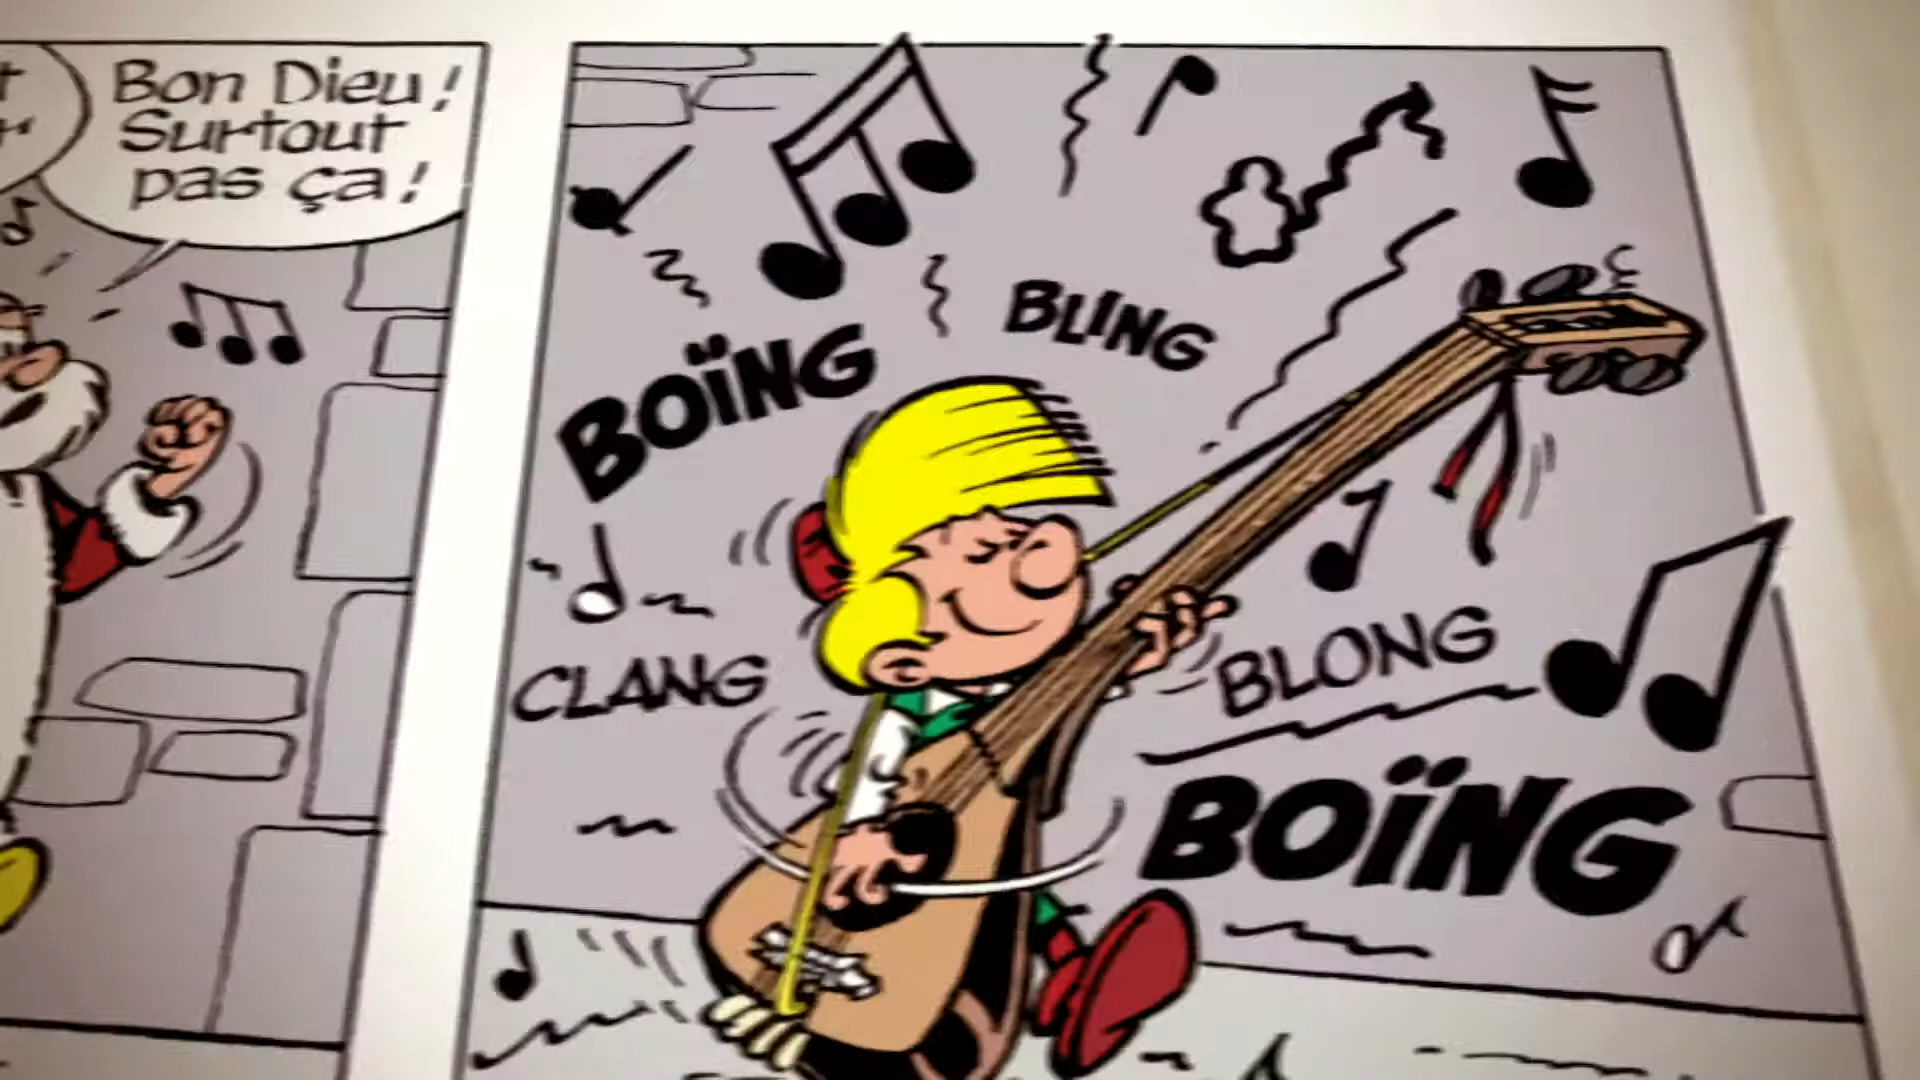 Bon Dieu!
Surtout
pas ça!
BOÏNG
BLING
CLANG
BLONG
BOÏNG